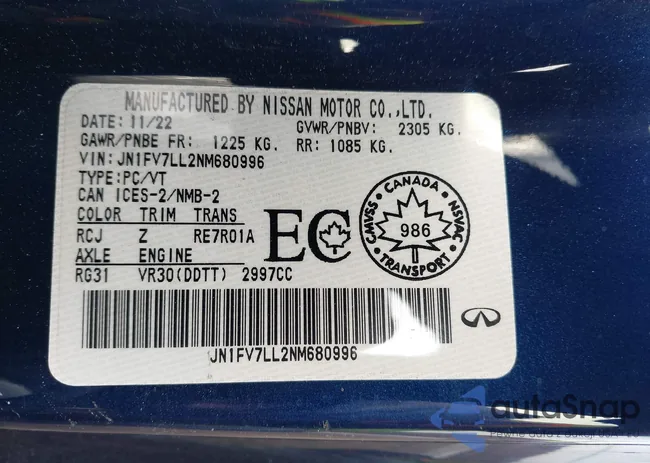 MANUFACTURED BY NISSAN MOTOR CO.,LTD.
DATE: 11/22 GVWR/PNBV: 2305 KG.
GAWR/PNBE FR: 1225 KG. RR: 1085 KG.
VIN: JN1FV7LL2NM680996
TYPE:PC/VT
CAN ICES-2/NMB-2
COLOR TRIM TRANS
RCJ Z RE7R01A
AXLE ENGINE
RG31 VR30(DDTT) 2997CC
EC
CANADA
CMVSS
NSVAC
986
TRANSPORT
JN1FV7LL2NM680996
autoSnap